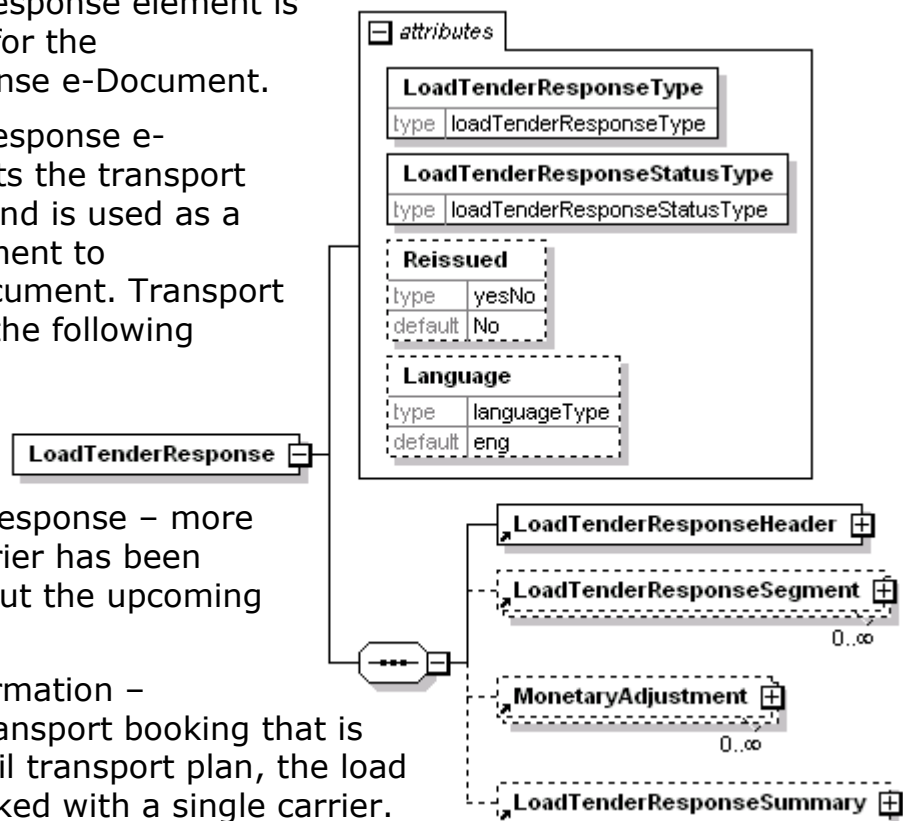 esponse element is
for the
nse e-Document.
esponse e-
ts the transport
nd is used as a
ment to
cument. Transport
the following
esponse – more
rier has been
ut the upcoming
rmation –
ansport booking that is
il transport plan, the load
ked with a single carrier.
attributes
LoadTenderResponseType
type loadTenderResponseType
LoadTenderResponseStatusType
type loadTenderResponseStatusType
Reissued
type yesNo
default No
Language
type languageType
default eng
LoadTenderResponse
LoadTenderResponseHeader
LoadTenderResponseSegment
0..∞
MonetaryAdjustment
0..∞
LoadTenderResponseSummary